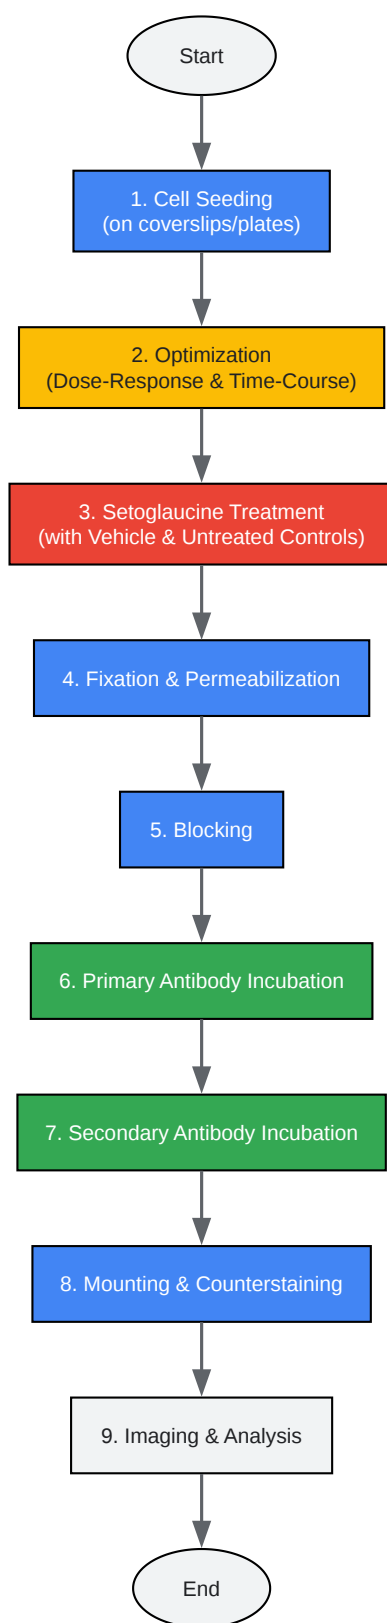 Start
1. Cell Seeding
(on coverslips/plates)
2. Optimization
(Dose-Response & Time-Course)
3. Setoglaucine Treatment
(with Vehicle & Untreated Controls)
4. Fixation & Permeabilization
5. Blocking
6. Primary Antibody Incubation
7. Secondary Antibody Incubation
8. Mounting & Counterstaining
9. Imaging & Analysis
End